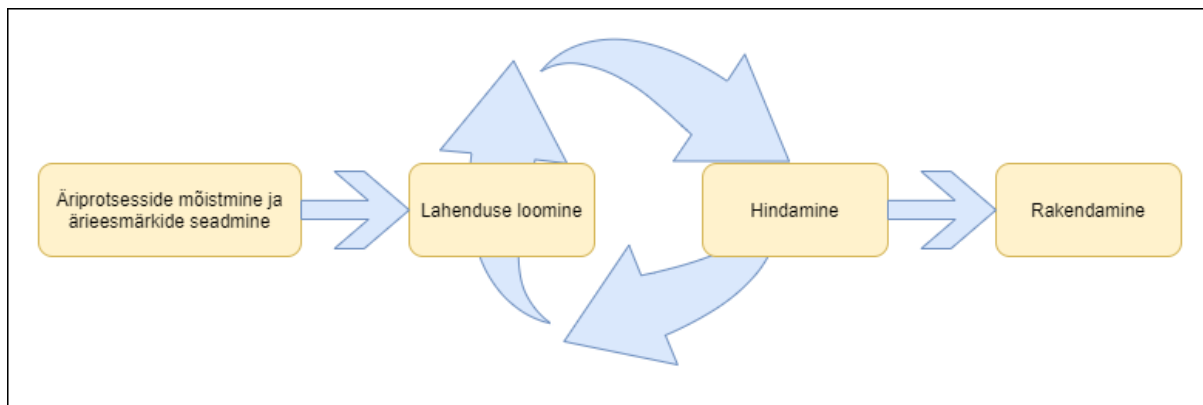 Äriprotsesside mõistmine ja
ärieesmärkide seadmine
Lahenduse loomine
Hindamine
Rakendamine